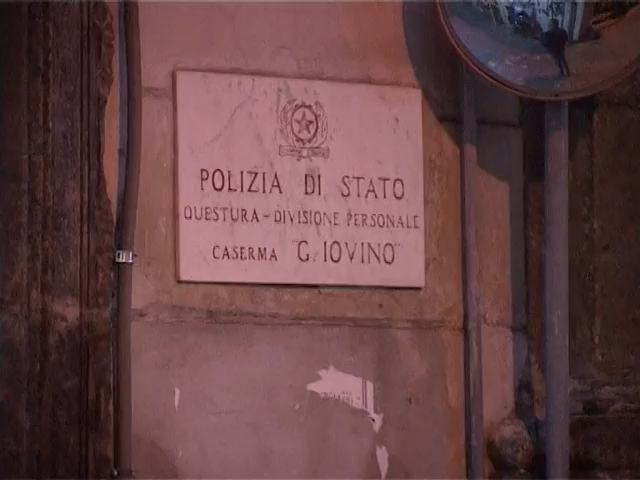 POLIZIA DI STATO
QUESTURA - DIVISIONE PERSONALE
CASERMA "G. IOVINO"